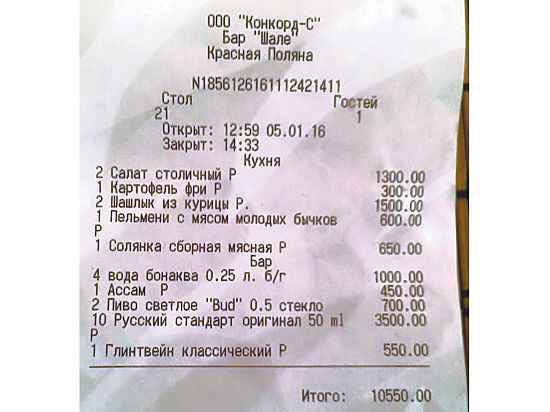 ООО "Конкорд-С"
Бар "Шале"
Красная Поляна
N1856126161112421411
Стол Гостей
21 1
Открыт: 12:59 05.01.16
Закрыт: 14:33
Кухня
2 Салат столичный Р 1300.00
1 Картофель фри Р 300.00
2 Шашлык из курицы Р. 1500.00
1 Пельмени с мясом молодых бычков 600.00
Р
1 Солянка сборная мясная Р 650.00
Бар
4 вода бонаква 0.25 л. б/г 1000.00
1 Ассам Р 450.00
2 Пиво светлое "Bud" 0.5 стекло 700.00
10 Русский стандарт оригинал 50 ml 3500.00
Р
1 Глинтвейн классический Р 550.00
Итого: 10550.00